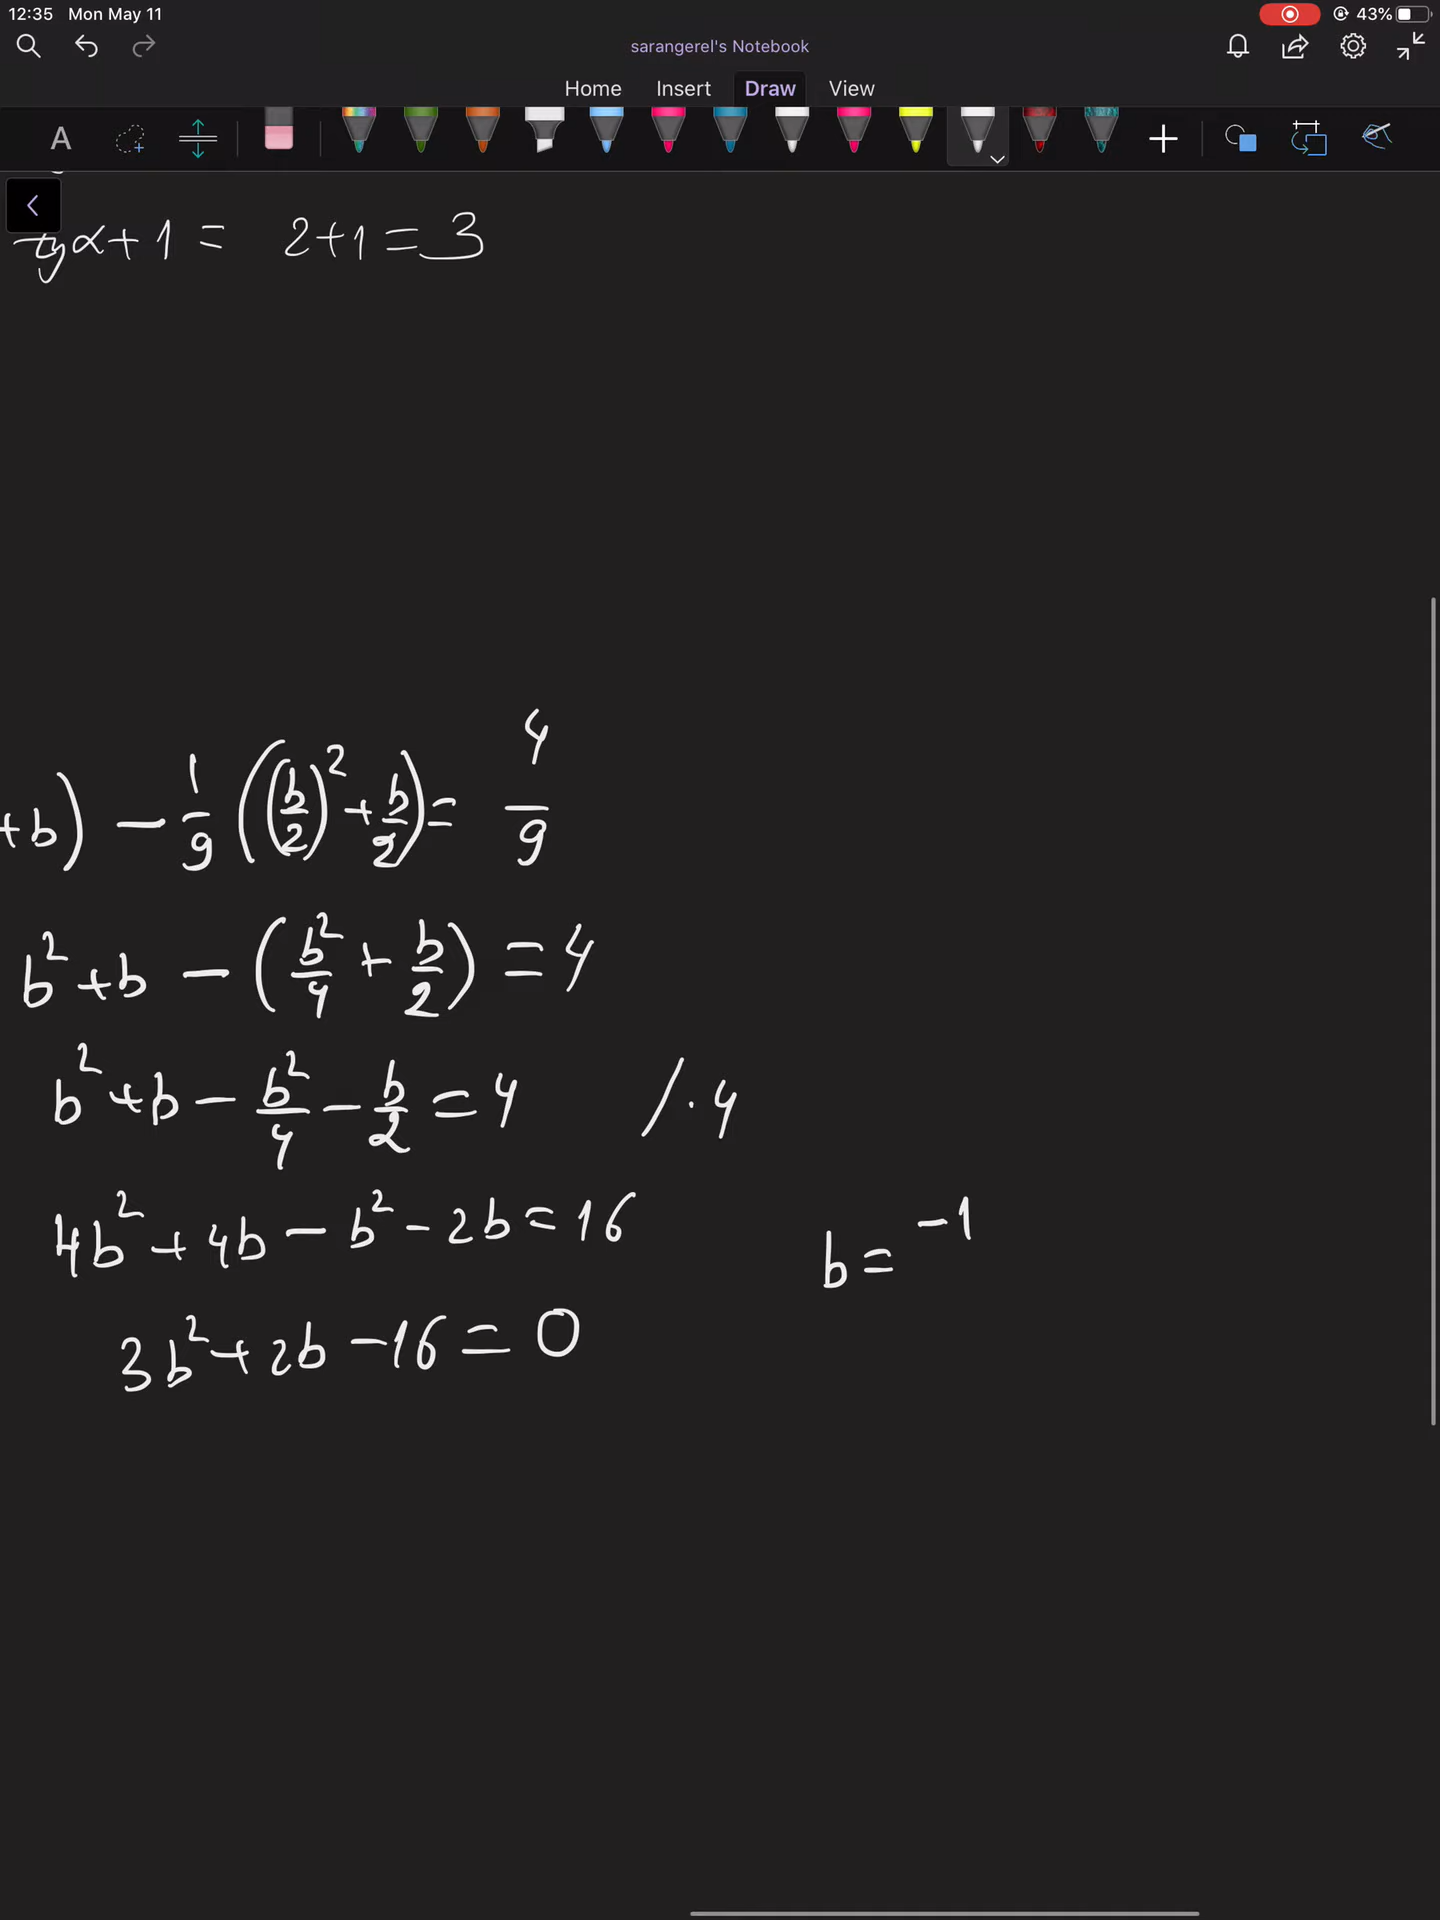 12:35 Mon May 11 43%
sarangerel's Notebook
Home Insert Draw View
A
tgα + 1 = 2 + 1 = 3
+b) - 1/9 ((b/2)² + b/2) = 4/9
b² + b - (b²/4 + b/2) = 4
b² + b - b²/4 - b/2 = 4 / · 4
4b² + 4b - b² - 2b = 16
b = -1
3b² + 2b - 16 = 0